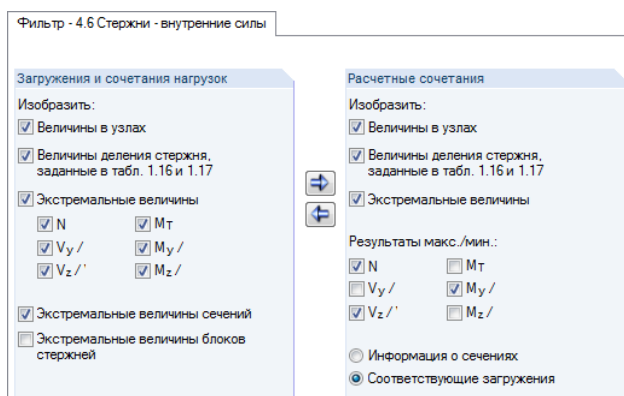 Фильтр - 4.6 Стержни - внутренние силы
Загружения и сочетания нагрузок
Изобразить:
Величины в узлах
Величины деления стержня,
заданные в табл. 1.16 и 1.17
Экстремальные величины
N MT
Vy / My /
Vz / ' Mz /
Экстремальные величины сечений
Экстремальные величины блоков
стержней
Расчетные сочетания
Изобразить:
Величины в узлах
Величины деления стержня,
заданные в табл. 1.16 и 1.17
Экстремальные величины
Результаты макс./мин.:
N MT
Vy / My /
Vz / ' Mz /
Информация о сечениях
Соответствующие загружения